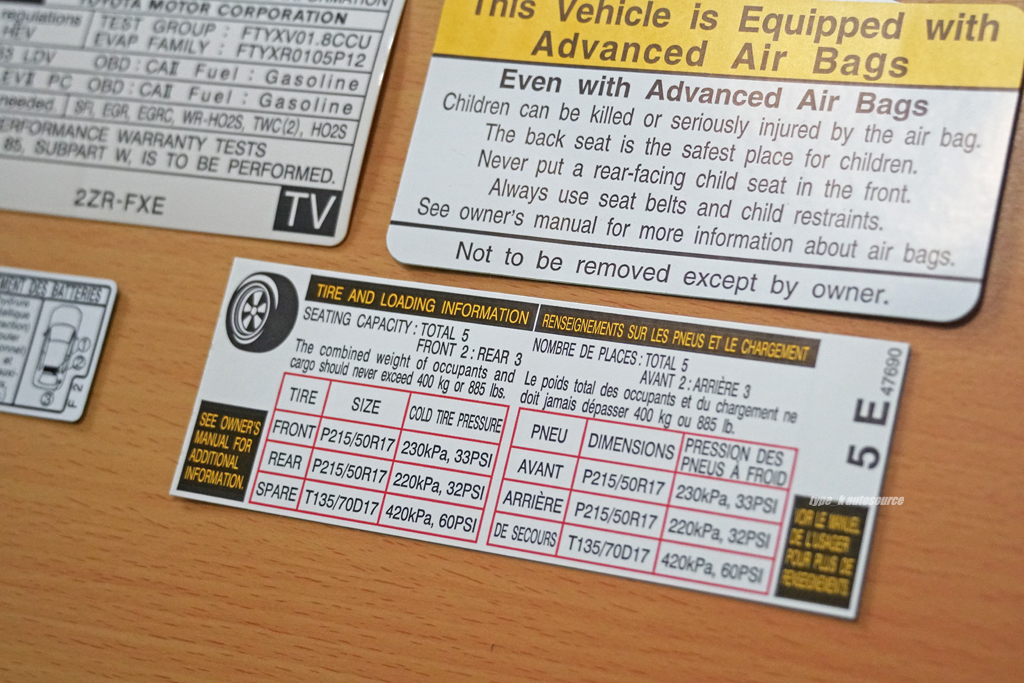 TOYOTA MOTOR CORPORATION
regulations
HEV
TEST GROUP : FTYXV01.8CCU
EVAP FAMILY : FTYXR0105P12
LDV OBD : CAII Fuel : Gasoline
PC OBD : CAII Fuel : Gasoline
needed. SFI, EGR, EGRC, WR-HO2S, TWC(2), HO2S
PERFORMANCE WARRANTY TESTS
85, SUBPART W, IS TO BE PERFORMED.
2ZR-FXE
TV
This Vehicle is Equipped with
Advanced Air Bags
Even with Advanced Air Bags
Children can be killed or seriously injured by the air bag.
The back seat is the safest place for children.
Never put a rear-facing child seat in the front.
Always use seat belts and child restraints.
See owner's manual for more information about air bags.
Not to be removed except by owner.
DES BATTERIES
F 2
①
②
③
TIRE AND LOADING INFORMATION
SEATING CAPACITY : TOTAL 5
FRONT 2 : REAR 3
The combined weight of occupants and
cargo should never exceed 400 kg or 885 lbs.
TIRE SIZE COLD TIRE PRESSURE
FRONT P215/50R17 230kPa, 33PSI
REAR P215/50R17 220kPa, 32PSI
SPARE T135/70D17 420kPa, 60PSI
SEE OWNER'S
MANUAL FOR
ADDITIONAL
INFORMATION.
RENSEIGNEMENTS SUR LES PNEUS ET LE CHARGEMENT
NOMBRE DE PLACES : TOTAL 5
AVANT 2 : ARRIÈRE 3
Le poids total des occupants et du chargement ne
doit jamais dépasser 400 kg ou 885 lb.
PNEU DIMENSIONS PRESSION DES
PNEUS À FROID
AVANT P215/50R17 230kPa, 33PSI
ARRIÈRE P215/50R17 220kPa, 32PSI
DE SECOURS T135/70D17 420kPa, 60PSI
VOIR LE MANUEL
DE L'USAGER
POUR PLUS DE
RENSEIGNEMENTS.
5 E 47690